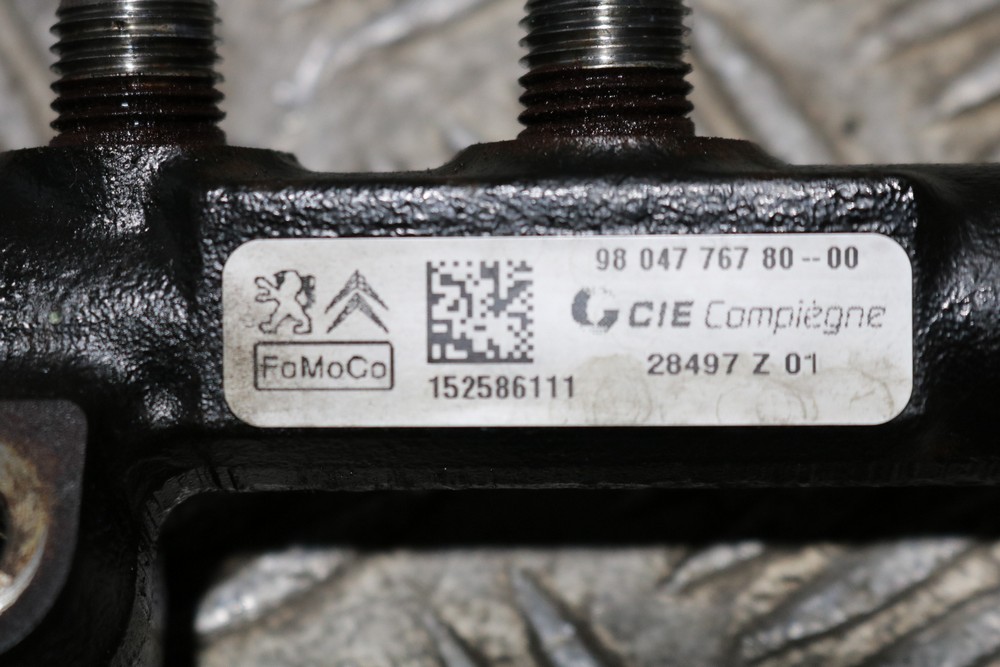 98 047 767 80--00
CIE Compiègne
FoMoCo
152586111
28497 Z 01